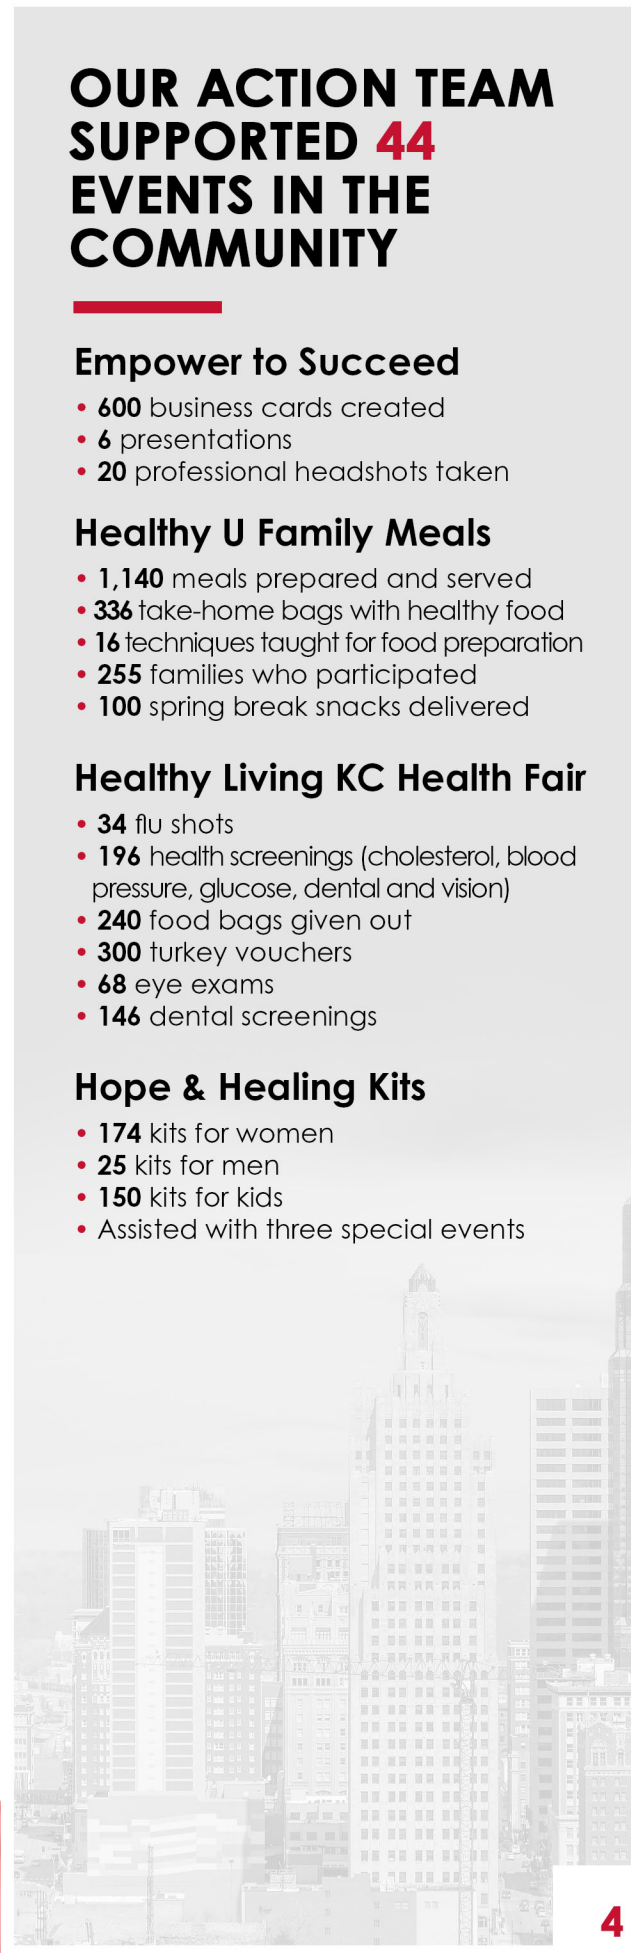 OUR ACTION TEAM
SUPPORTED 44
EVENTS IN THE
COMMUNITY
Empower to Succeed
• 600 business cards created
• 6 presentations
• 20 professional headshots taken
Healthy U Family Meals
• 1,140 meals prepared and served
• 336 take-home bags with healthy food
• 16 techniques taught for food preparation
• 255 families who participated
• 100 spring break snacks delivered
Healthy Living KC Health Fair
• 34 flu shots
• 196 health screenings (cholesterol, blood
pressure, glucose, dental and vision)
• 240 food bags given out
• 300 turkey vouchers
• 68 eye exams
• 146 dental screenings
Hope & Healing Kits
• 174 kits for women
• 25 kits for men
• 150 kits for kids
• Assisted with three special events
4